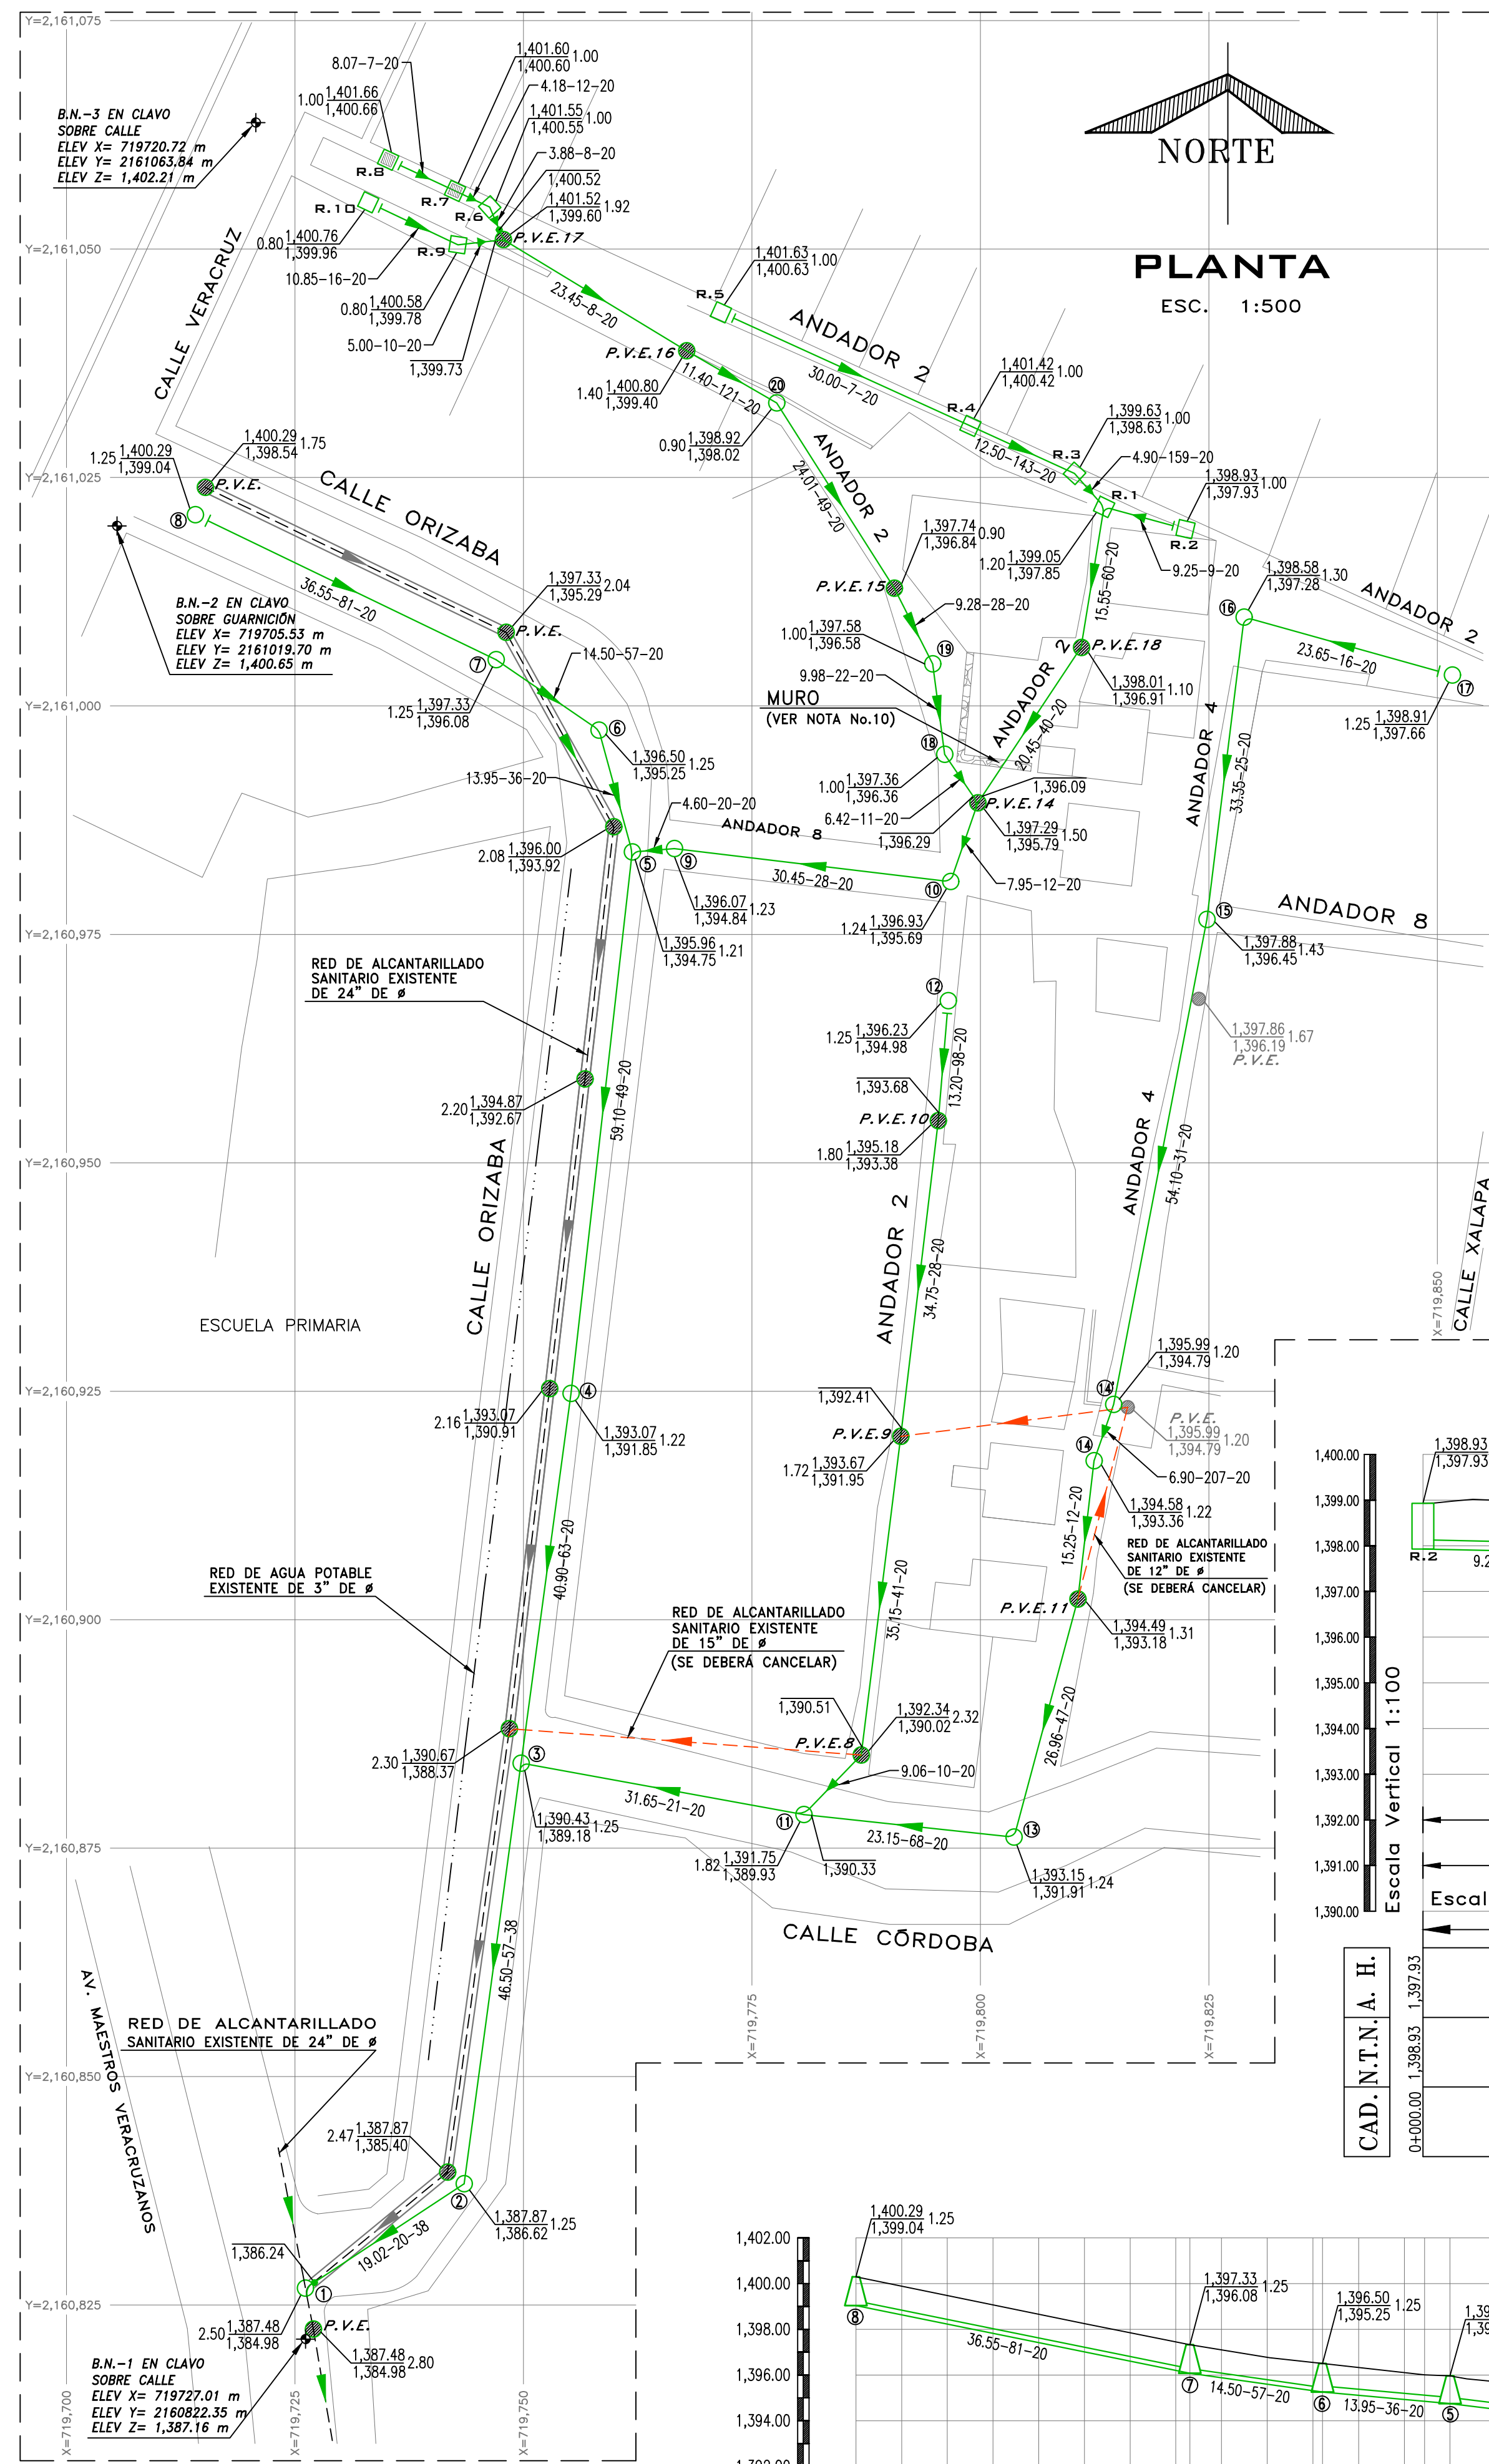 Y=2,161,075
B.N.-3 EN CLAVO
SOBRE CALLE
ELEV X= 719720.72 m
ELEV Y= 2161063.84 m
ELEV Z= 1,402.21 m
8.07-7-20
1,401.60
1,400.60
1.00
4.18-12-20
1.00
1,401.66
1,400.66
1,401.55
1,400.55
1.00
3.88-8-20
1,400.52
1,401.52
1,399.60
1.92
R.8
R.7
R.6
R.10
P.V.E.17
R.9
0.80
1,400.76
1,399.96
10.85-16-20
0.80
1,400.58
1,399.78
5.00-10-20
1,399.73
Y=2,161,050
CALLE VERACRUZ
23.45-8-20
NORTE
PLANTA
ESC. 1:500
1,401.63
1,400.63
1.00
R.5
ANDADOR 2
P.V.E.16
1.40
1,400.80
1,399.40
11.40-121-20
20
30.00-7-20
1,401.42
1,400.42
1.00
R.4
12.50-143-20
1,399.63
1,398.63
1.00
R.3
4.90-159-20
0.90
1,398.92
1,398.02
ANDADOR 2
24.01-49-20
R.1
1,398.93
1,397.93
1.00
R.2
9.25-9-20
1.20
1,399.05
1,397.85
1,400.29
1,398.54
1.75
1.25
1,400.29
1,399.04
P.V.E.
Y=2,161,025
8
CALLE ORIZABA
36.55-81-20
B.N.-2 EN CLAVO
SOBRE GUARNICIÓN
ELEV X= 719705.53 m
ELEV Y= 2161019.70 m
ELEV Z= 1,400.65 m
1,397.33
1,395.29
2.04
P.V.E.
7
14.50-57-20
1.25
1,397.33
1,396.08
6
1,396.50
1,395.25
1.25
13.95-36-20
1,397.74
1,396.84
0.90
P.V.E.15
9.28-28-20
1.00
1,397.58
1,396.58
19
9.98-22-20
MURO
(VER NOTA No.10)
15.55-60-20
P.V.E.18
1,398.01
1,396.91
1.10
ANDADOR 2
20.45-40-20
18
1.00
1,397.36
1,396.36
6.42-11-20
1,396.29
1,396.09
P.V.E.14
1,397.29
1,395.79
1.50
7.95-12-20
1,398.58
1,397.28
1.30
16
ANDADOR 2
23.65-16-20
17
1.25
1,398.91
1,397.66
ANDADOR 4
33.35-25-20
Y=2,161,000
4.60-20-20
ANDADOR 8
5
9
30.45-28-20
10
2.08
1,396.00
1,393.92
1,396.07
1,394.84
1.23
1,395.96
1,394.75
1.21
1.24
1,396.93
1,395.69
15
1,397.88
1,396.45
1.43
ANDADOR 8
Y=2,160,975
RED DE ALCANTARILLADO
SANITARIO EXISTENTE
DE 24" DE ø
12
1.25
1,396.23
1,394.98
13.20-98-20
1,397.86
1,396.19
1.67
P.V.E.
1,393.68
P.V.E.10
1.80
1,395.18
1,393.38
2.20
1,394.87
1,392.67
59.10-49-20
ANDADOR 4
54.10-31-20
Y=2,160,950
CALLE ORIZABA
ANDADOR 2
34.75-28-20
ESCUELA PRIMARIA
CALLE XALAPA
X=719,850
Y=2,160,925
4
2.16
1,393.07
1,390.91
1,393.07
1,391.85
1.22
1,392.41
P.V.E.9
1.72
1,393.67
1,391.95
1,395.99
1,394.79
1.20
14'
P.V.E.
1,395.99
1,394.79
1.20
14
6.90-207-20
1,394.58
1,393.36
1.22
15.25-12-20
RED DE ALCANTARILLADO
SANITARIO EXISTENTE
DE 12" DE ø
(SE DEBERÁ CANCELAR)
P.V.E.11
1,394.49
1,393.18
1.31
35.15-41-20
40.90-63-20
RED DE AGUA POTABLE
EXISTENTE DE 3" DE ø
Y=2,160,900
RED DE ALCANTARILLADO
SANITARIO EXISTENTE
DE 15" DE ø
(SE DEBERÁ CANCELAR)
1,390.51
1,392.34
1,390.02
2.32
P.V.E.8
26.96-47-20
2.30
1,390.67
1,388.37
3
9.06-10-20
31.65-21-20
11
23.15-68-20
13
1,390.43
1,389.18
1.25
1.82
1,391.75
1,389.93
1,390.33
1,393.15
1,391.91
1.24
Y=2,160,875
CALLE CÓRDOBA
46.50-57-38
X=719,775
X=719,800
X=719,825
AV. MAESTROS VERACRUZANOS
RED DE ALCANTARILLADO
SANITARIO EXISTENTE DE 24" DE ø
Y=2,160,850
2.47
1,387.87
1,385.40
2
1,387.87
1,386.62
1.25
19.02-20-38
1,386.24
1
Y=2,160,825
2.50
1,387.48
1,384.98
P.V.E.
1,387.48
1,384.98
2.80
B.N.-1 EN CLAVO
SOBRE CALLE
ELEV X= 719727.01 m
ELEV Y= 2160822.35 m
ELEV Z= 1,387.16 m
X=719,700
X=719,725
X=719,750
1,400.00
1,399.00
1,398.00
1,397.00
1,396.00
1,395.00
1,394.00
1,393.00
1,392.00
1,391.00
1,390.00
Escala Vertical 1:100
1,398.93
1,397.93
R.2
9.2
Escal
CAD. N.T.N. A. H.
0+000.00 1,398.93 1,397.93
1,402.00
1,400.00
1,398.00
1,396.00
1,394.00
1,400.29
1,399.04
1.25
8
36.55-81-20
1,397.33
1,396.08
1.25
7
14.50-57-20
1,396.50
1,395.25
1.25
6
13.95-36-20
5